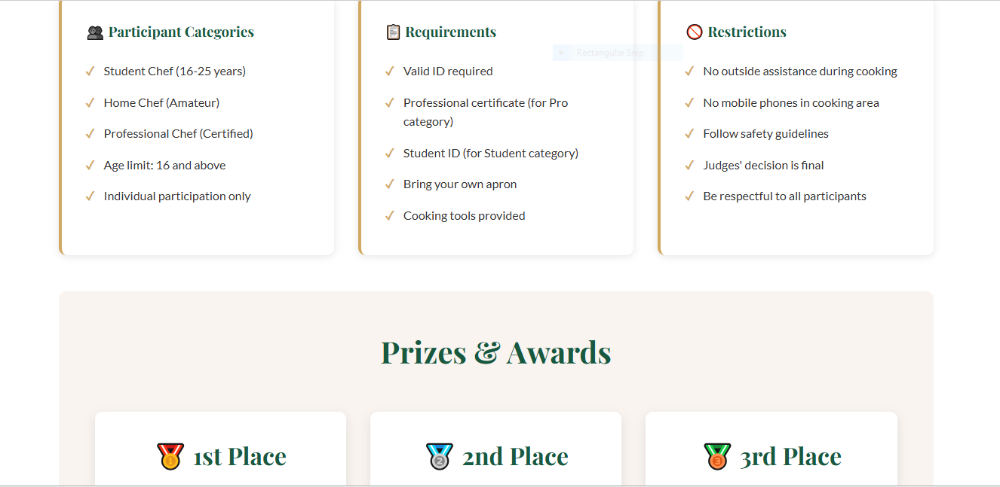 Participant Categories
Student Chef (16-25 years)
Home Chef (Amateur)
Professional Chef (Certified)
Age limit: 16 and above
Individual participation only
Requirements
Valid ID required
Professional certificate (for Pro
category)
Student ID (for Student category)
Bring your own apron
Cooking tools provided
Restrictions
No outside assistance during cooking
No mobile phones in cooking area
Follow safety guidelines
Judges' decision is final
Be respectful to all participants
Rectangular Snip
Prizes & Awards
1 1st Place
2 2nd Place
3 3rd Place